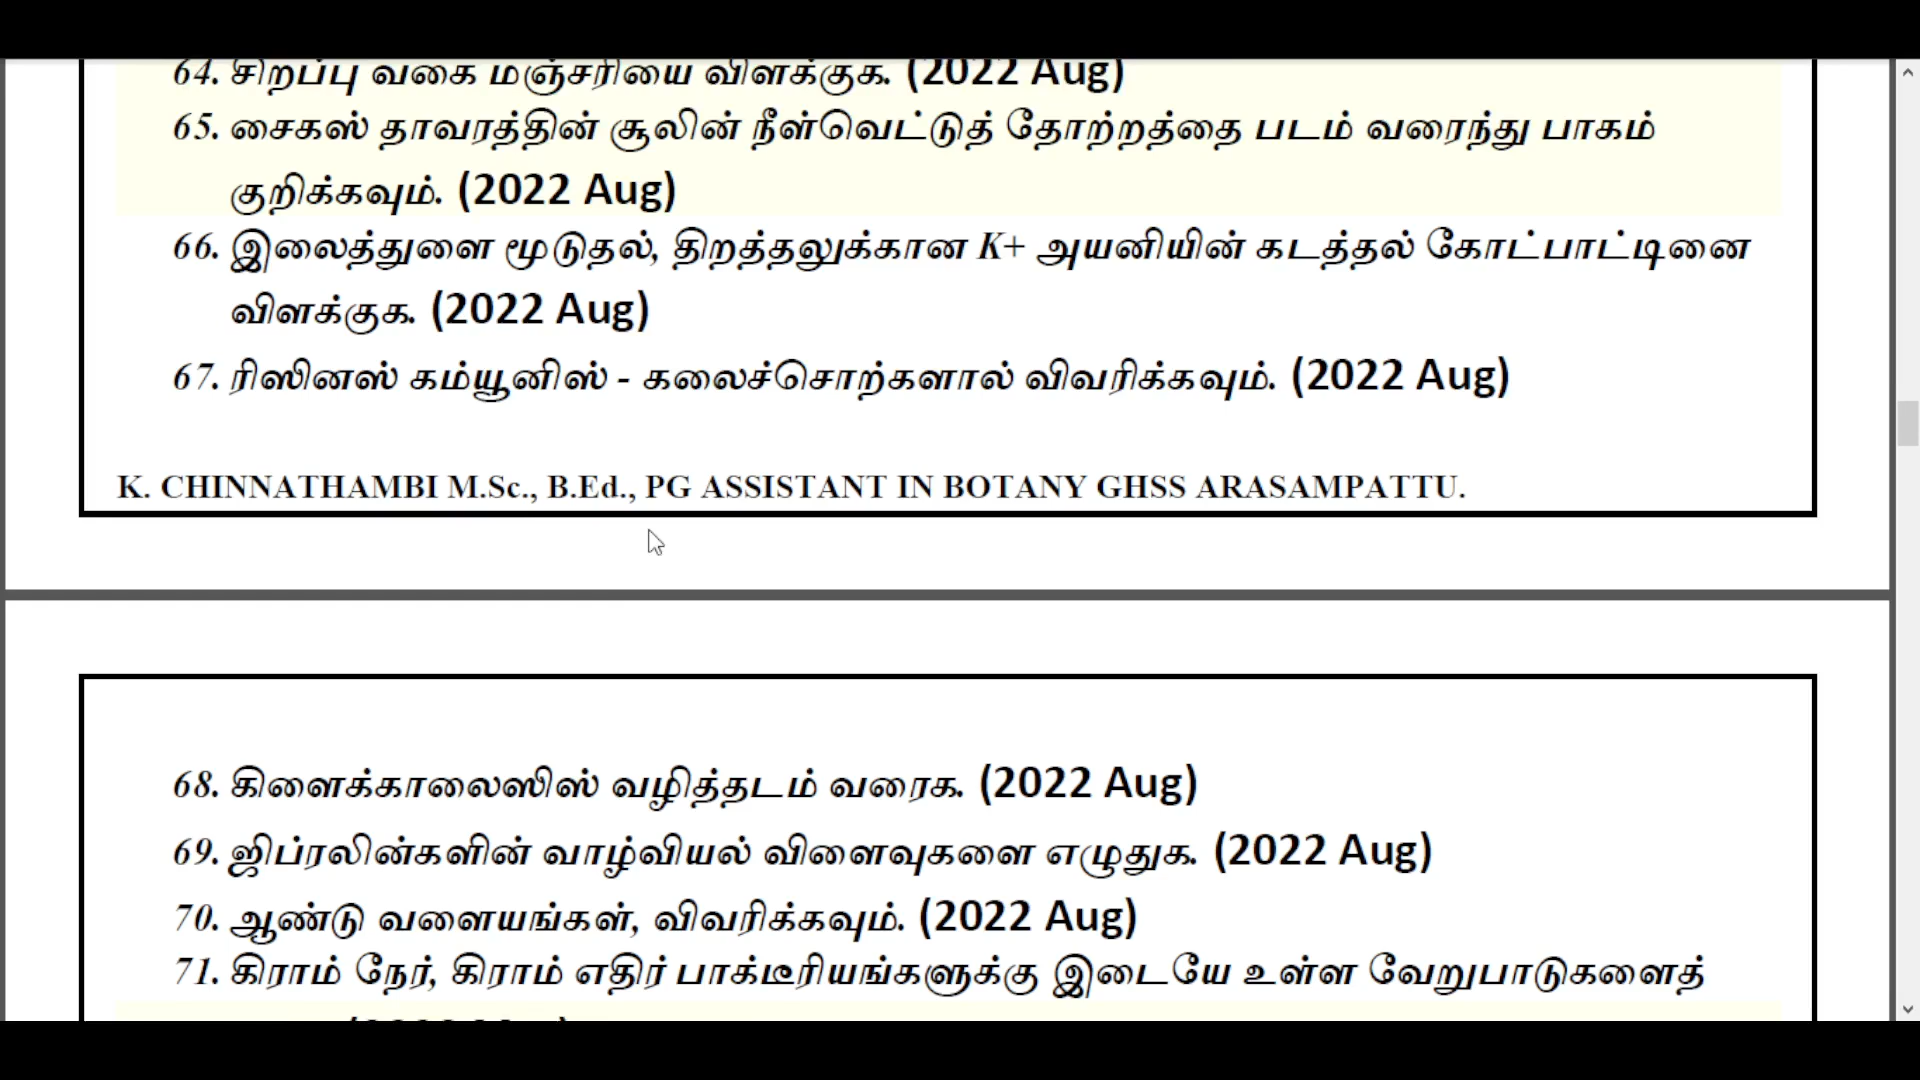 64. சிறப்பு வகை மஞ்சரியை விளக்குக. (2022 Aug)
65. சைகஸ் தாவரத்தின் சூலின் நீள்வெட்டுத் தோற்றத்தை படம் வரைந்து பாகம்
குறிக்கவும். (2022 Aug)
66. இலைத்துளை மூடுதல், திறத்தலுக்கான K+ அயனியின் கடத்தல் கோட்பாட்டினை
விளக்குக. (2022 Aug)
67. ரிஸினஸ் கம்யூனிஸ் - கலைச்சொற்களால் விவரிக்கவும். (2022 Aug)
K. CHINNATHAMBI M.Sc., B.Ed., PG ASSISTANT IN BOTANY GHSS ARASAMPATTU.
68. கிளைக்காலைஸிஸ் வழித்தடம் வரைக. (2022 Aug)
69. ஜிப்ரலின்களின் வாழ்வியல் விளைவுகளை எழுதுக. (2022 Aug)
70. ஆண்டு வளையங்கள், விவரிக்கவும். (2022 Aug)
71. கிராம் நேர், கிராம் எதிர் பாக்டீரியங்களுக்கு இடையே உள்ள வேறுபாடுகளைத்